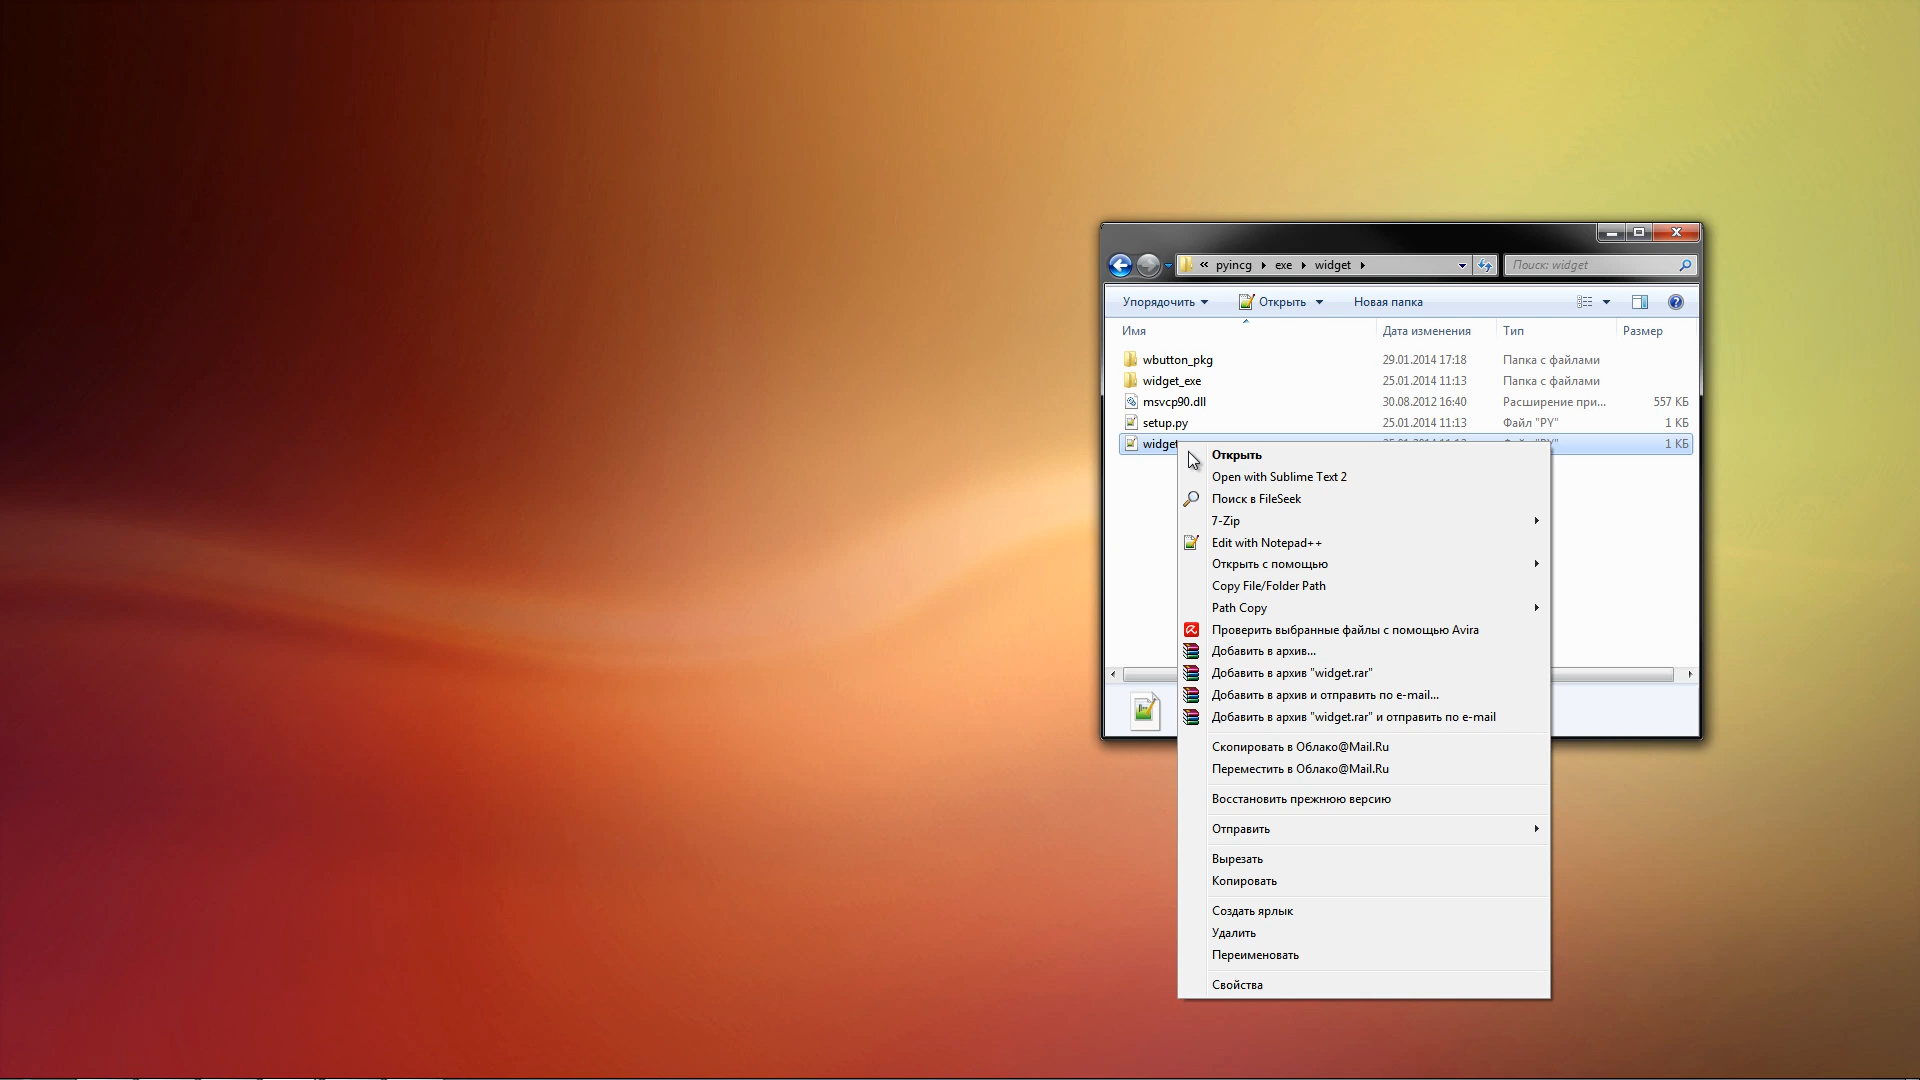 « pyincg exe widget
Поиск: widget
Упорядочить Открыть Новая папка
Имя Дата изменения Тип Размер
wbutton_pkg 29.01.2014 17:18 Папка с файлами
widget_exe 25.01.2014 11:13 Папка с файлами
msvcp90.dll 30.08.2012 16:40 Расширение при... 557 КБ
setup.py 25.01.2014 11:13 Файл "PY" 1 КБ
widget 1 КБ
Открыть
Open with Sublime Text 2
Поиск в FileSeek
7-Zip
Edit with Notepad++
Открыть с помощью
Copy File/Folder Path
Path Copy
Проверить выбранные файлы с помощью Avira
Добавить в архив...
Добавить в архив "widget.rar"
Добавить в архив и отправить по e-mail...
Добавить в архив "widget.rar" и отправить по e-mail
Скопировать в Облако@Mail.Ru
Переместить в Облако@Mail.Ru
Восстановить прежнюю версию
Отправить
Вырезать
Копировать
Создать ярлык
Удалить
Переименовать
Свойства